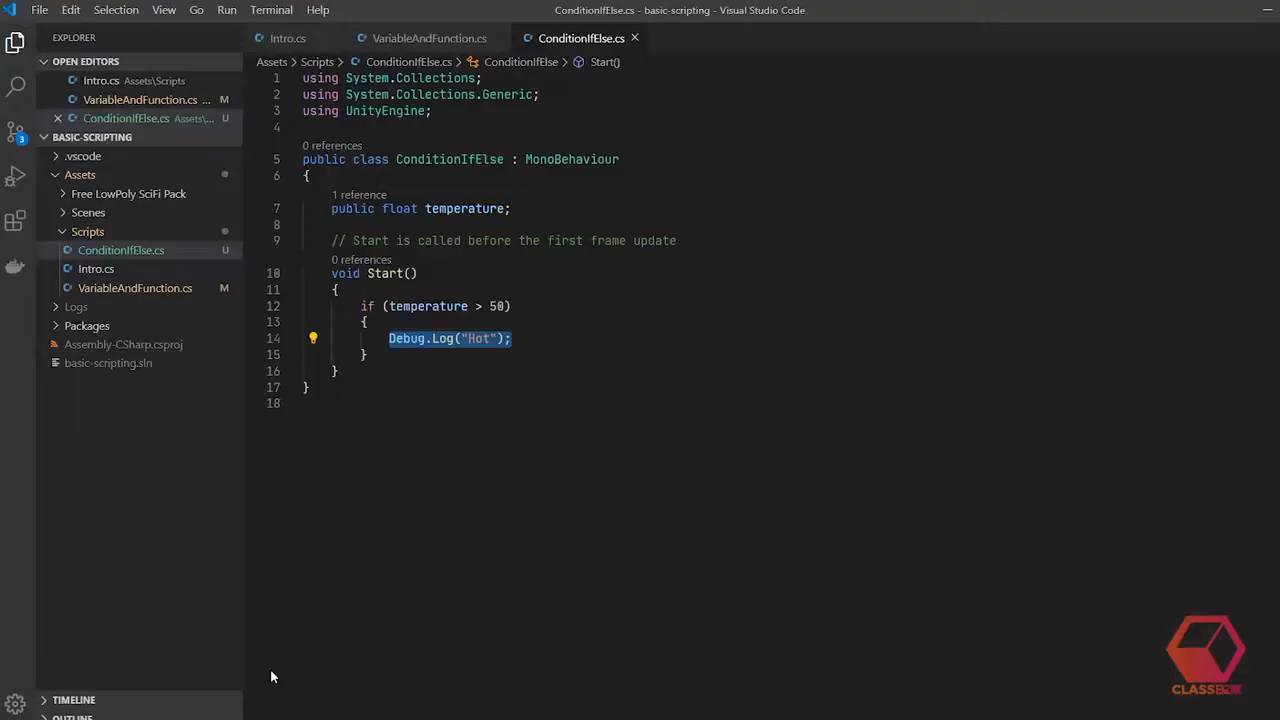 File Edit Selection View Go Run Terminal Help
ConditionIfElse.cs - basic-scripting - Visual Studio Code
EXPLORER
OPEN EDITORS
Intro.cs Assets\Scripts
VariableAndFunction.cs ... M
ConditionIfElse.cs Assets\... U
BASIC-SCRIPTING
.vscode
Assets
Free LowPoly SciFi Pack
Scenes
Scripts
ConditionIfElse.cs U
Intro.cs
VariableAndFunction.cs M
Logs
Packages
Assembly-CSharp.csproj
basic-scripting.sln
TIMELINE
OUTLINE
3
Intro.cs VariableAndFunction.cs ConditionIfElse.cs
Assets > Scripts > ConditionIfElse.cs > ConditionIfElse > Start()
1 using System.Collections;
2 using System.Collections.Generic;
3 using UnityEngine;
4
0 references
5 public class ConditionIfElse : MonoBehaviour
6 {
1 reference
7 public float temperature;
8
9 // Start is called before the first frame update
0 references
10 void Start()
11 {
12 if (temperature > 50)
13 {
14 Debug.Log("Hot");
15 }
16 }
17 }
18
CLASSBOX